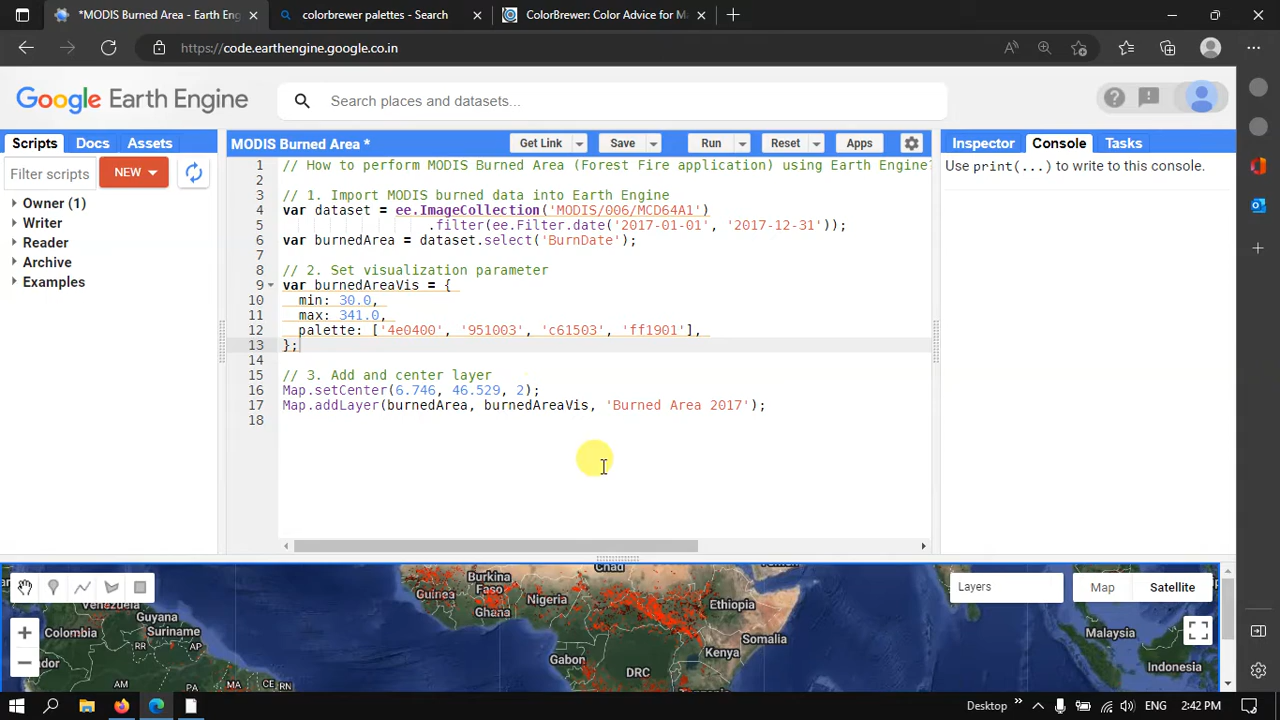 *MODIS Burned Area - Earth Eng
colorbrewer palettes - Search
ColorBrewer: Color Advice for Ma
https://code.earthengine.google.co.in
Google Earth Engine
Search places and datasets...
Scripts
Docs
Assets
MODIS Burned Area *
Get Link
Save
Run
Reset
Apps
Inspector
Console
Tasks
Filter scripts
NEW
Owner (1)
Writer
Reader
Archive
Examples
1 // How to perform MODIS Burned Area (Forest Fire application) using Earth Engine?
2
3 // 1. Import MODIS burned data into Earth Engine
4 var dataset = ee.ImageCollection('MODIS/006/MCD64A1')
5 .filter(ee.Filter.date('2017-01-01', '2017-12-31'));
6 var burnedArea = dataset.select('BurnDate');
7
8 // 2. Set visualization parameter
9 var burnedAreaVis = {
10 min: 30.0,
11 max: 341.0,
12 palette: ['4e0400', '951003', 'c61503', 'ff1901'],
13 };
14
15 // 3. Add and center layer
16 Map.setCenter(6.746, 46.529, 2);
17 Map.addLayer(burnedArea, burnedAreaVis, 'Burned Area 2017');
18
Use print(...) to write to this console.
Layers
Map
Satellite
Venezuela
Guyana
Suriname
Colombia
RR
AP
AM
PA
MA
CE
RN
Guinea
Burkina
Faso
Ghana
Nigeria
Chad
Ethiopia
Somalia
Kenya
Gabon
DRC
Malaysia
Indonesia
Desktop
ENG
2:42 PM